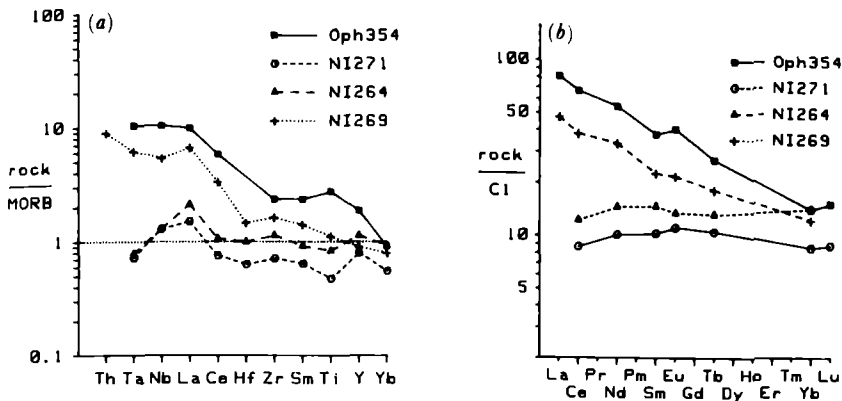 (a)
100
10
1
0.1
rock
MORB
Oph354
NI271
NI264
NI269
Th Ta Nb La Ce Hf Zr Sm Ti Y Yb
(b)
100
50
10
5
rock
C1
Oph354
NI271
NI264
NI269
La Pr Pm Eu Tb Ho Tm Lu
Ce Nd Sm Gd Dy Er Yb